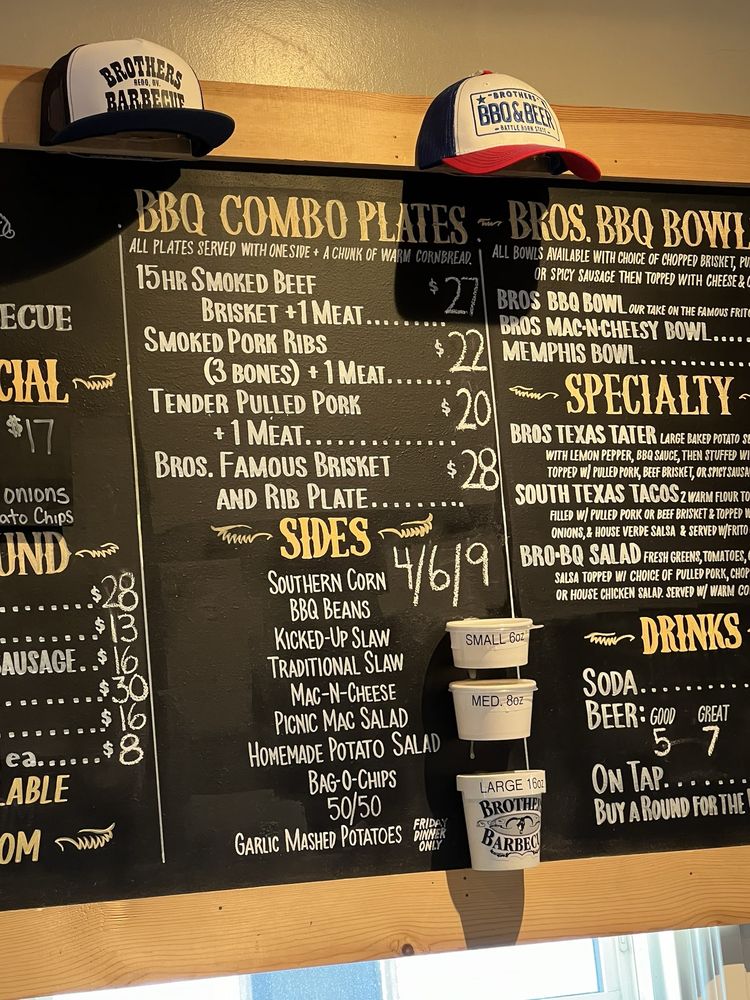 BROTHERS
BARBECUE
BROTHERS
BBQ&BEER
BATTLE BORN STATE
ECUE
CIAL
$17
onions
ato Chips
UND
$28
$13
SAUSAGE..$16
$30
$16
ea......$8
LABLE
OM
BBQ COMBO PLATES
ALL PLATES SERVED WITH ONE SIDE + A CHUNK OF WARM CORNBREAD.
15HR SMOKED BEEF
BRISKET +1 MEAT........ $27
SMOKED PORK RIBS
(3 BONES) + 1 MEAT....... $22
TENDER PULLED PORK
+ 1 MEAT................ $20
BROS. FAMOUS BRISKET
AND RIB PLATE......... $28
SIDES
4/6/9
SOUTHERN CORN
BBQ BEANS
KICKED-UP SLAW
TRADITIONAL SLAW
MAC-N-CHEESE
PICNIC MAC SALAD
HOMEMADE POTATO SALAD
BAG-O-CHIPS
50/50
GARLIC MASHED POTATOES FRIDAY DINNER ONLY
SMALL 6oz
MED. 8oz
LARGE 16oz
BROTHE
BARBEC
BROS. BBQ BOWL
ALL BOWLS AVAILABLE WITH CHOICE OF CHOPPED BRISKET, PU
OR SPICY SAUSAGE THEN TOPPED WITH CHEESE &
BROS BBQ BOWL OUR TAKE ON THE FAMOUS FRITO
BROS MAC-N-CHEESY BOWL.....
MEMPHIS BOWL...............
SPECIALTY
BROS TEXAS TATER LARGE BAKED POTATO SE
WITH LEMON PEPPER, BBQ SAUCE, THEN STUFFED WI
TOPPED W/ PULLED PORK, BEEF BRISKET, OR SPICY SAUSA
SOUTH TEXAS TACOS 2 WARM FLOUR TO
FILLED W/ PULLED PORK OR BEEF BRISKET & TOPPED W
ONIONS, & HOUSE VERDE SALSA & SERVED W/FRITO
BRO-BQ SALAD FRESH GREENS, TOMATOES,
SALSA TOPPED W/ CHOICE OF PULLED PORK, CHOP
OR HOUSE CHICKEN SALAD. SERVED W/ WARM CO
DRINKS
SODA............
BEER: GOOD GREAT
5 7
ON TAP.........
BUY A ROUND FOR THE